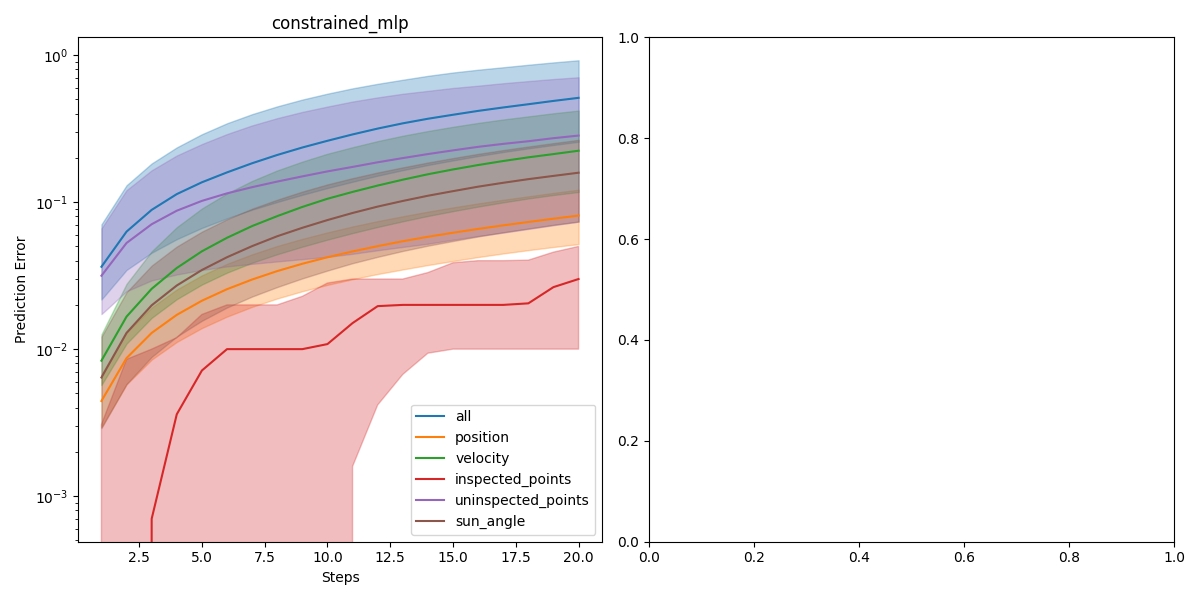 constrained_mlp
Prediction Error
10^0
10^-1
10^-2
10^-3
2.5 5.0 7.5 10.0 12.5 15.0 17.5 20.0
Steps
all
position
velocity
inspected_points
uninspected_points
sun_angle
1.0
0.8
0.6
0.4
0.2
0.0
0.0 0.2 0.4 0.6 0.8 1.0